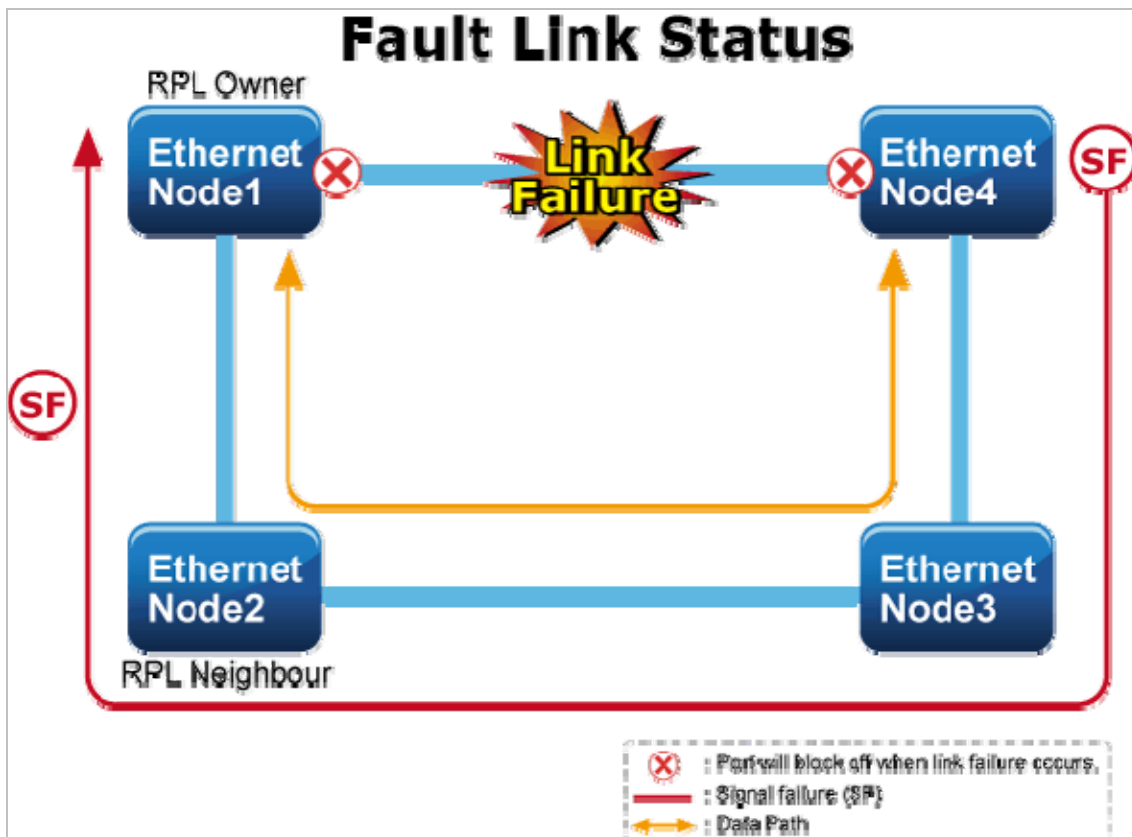 Fault Link Status
RPL Owner
Ethernet
Node1
Link
Failure
Ethernet
Node4
SF
SF
Ethernet
Node2
Ethernet
Node3
RPL Neighbour
: Port will block off when link failure occurs.
: Signal failure (SF)
: Data Path